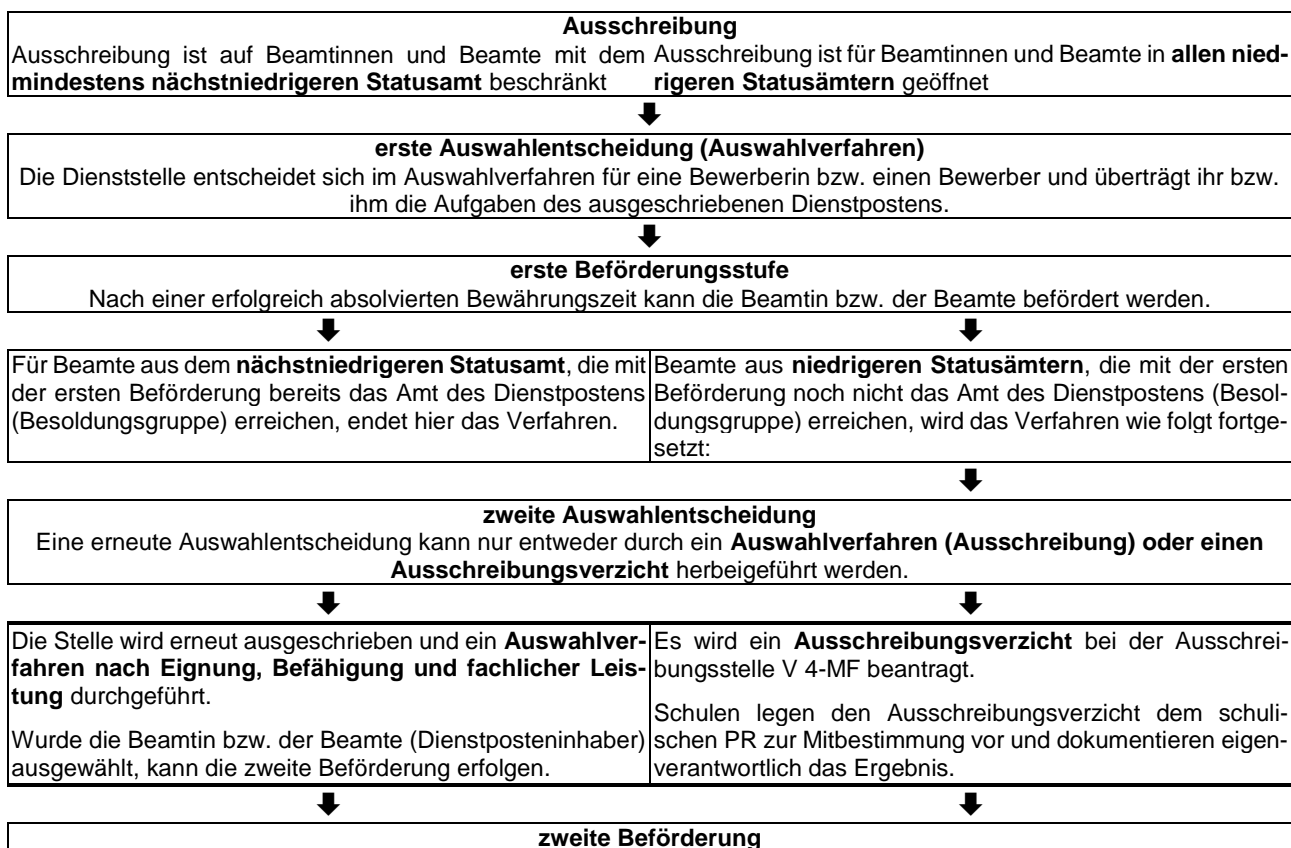 Ausschreibung
Ausschreibung ist auf Beamtinnen und Beamte mit dem
mindestens nächstniedrigeren Statusamt beschränkt
Ausschreibung ist für Beamtinnen und Beamte in allen nied-
rigeren Statusämtern geöffnet
erste Auswahlentscheidung (Auswahlverfahren)
Die Dienststelle entscheidet sich im Auswahlverfahren für eine Bewerberin bzw. einen Bewerber und überträgt ihr bzw.
ihm die Aufgaben des ausgeschriebenen Dienstpostens.
erste Beförderungsstufe
Nach einer erfolgreich absolvierten Bewährungszeit kann die Beamtin bzw. der Beamte befördert werden.
Für Beamte aus dem nächstniedrigeren Statusamt, die mit
der ersten Beförderung bereits das Amt des Dienstpostens
(Besoldungsgruppe) erreichen, endet hier das Verfahren.
Beamte aus niedrigeren Statusämtern, die mit der ersten
Beförderung noch nicht das Amt des Dienstpostens (Besol-
dungsgruppe) erreichen, wird das Verfahren wie folgt fortge-
setzt:
zweite Auswahlentscheidung
Eine erneute Auswahlentscheidung kann nur entweder durch ein Auswahlverfahren (Ausschreibung) oder einen
Ausschreibungsverzicht herbeigeführt werden.
Die Stelle wird erneut ausgeschrieben und ein Auswahlver-
fahren nach Eignung, Befähigung und fachlicher Leis-
tung durchgeführt.
Wurde die Beamtin bzw. der Beamte (Dienstposteninhaber)
ausgewählt, kann die zweite Beförderung erfolgen.
Es wird ein Ausschreibungsverzicht bei der Ausschrei-
bungsstelle V 4-MF beantragt.
Schulen legen den Ausschreibungsverzicht dem schuli-
schen PR zur Mitbestimmung vor und dokumentieren eigen-
verantwortlich das Ergebnis.
zweite Beförderung